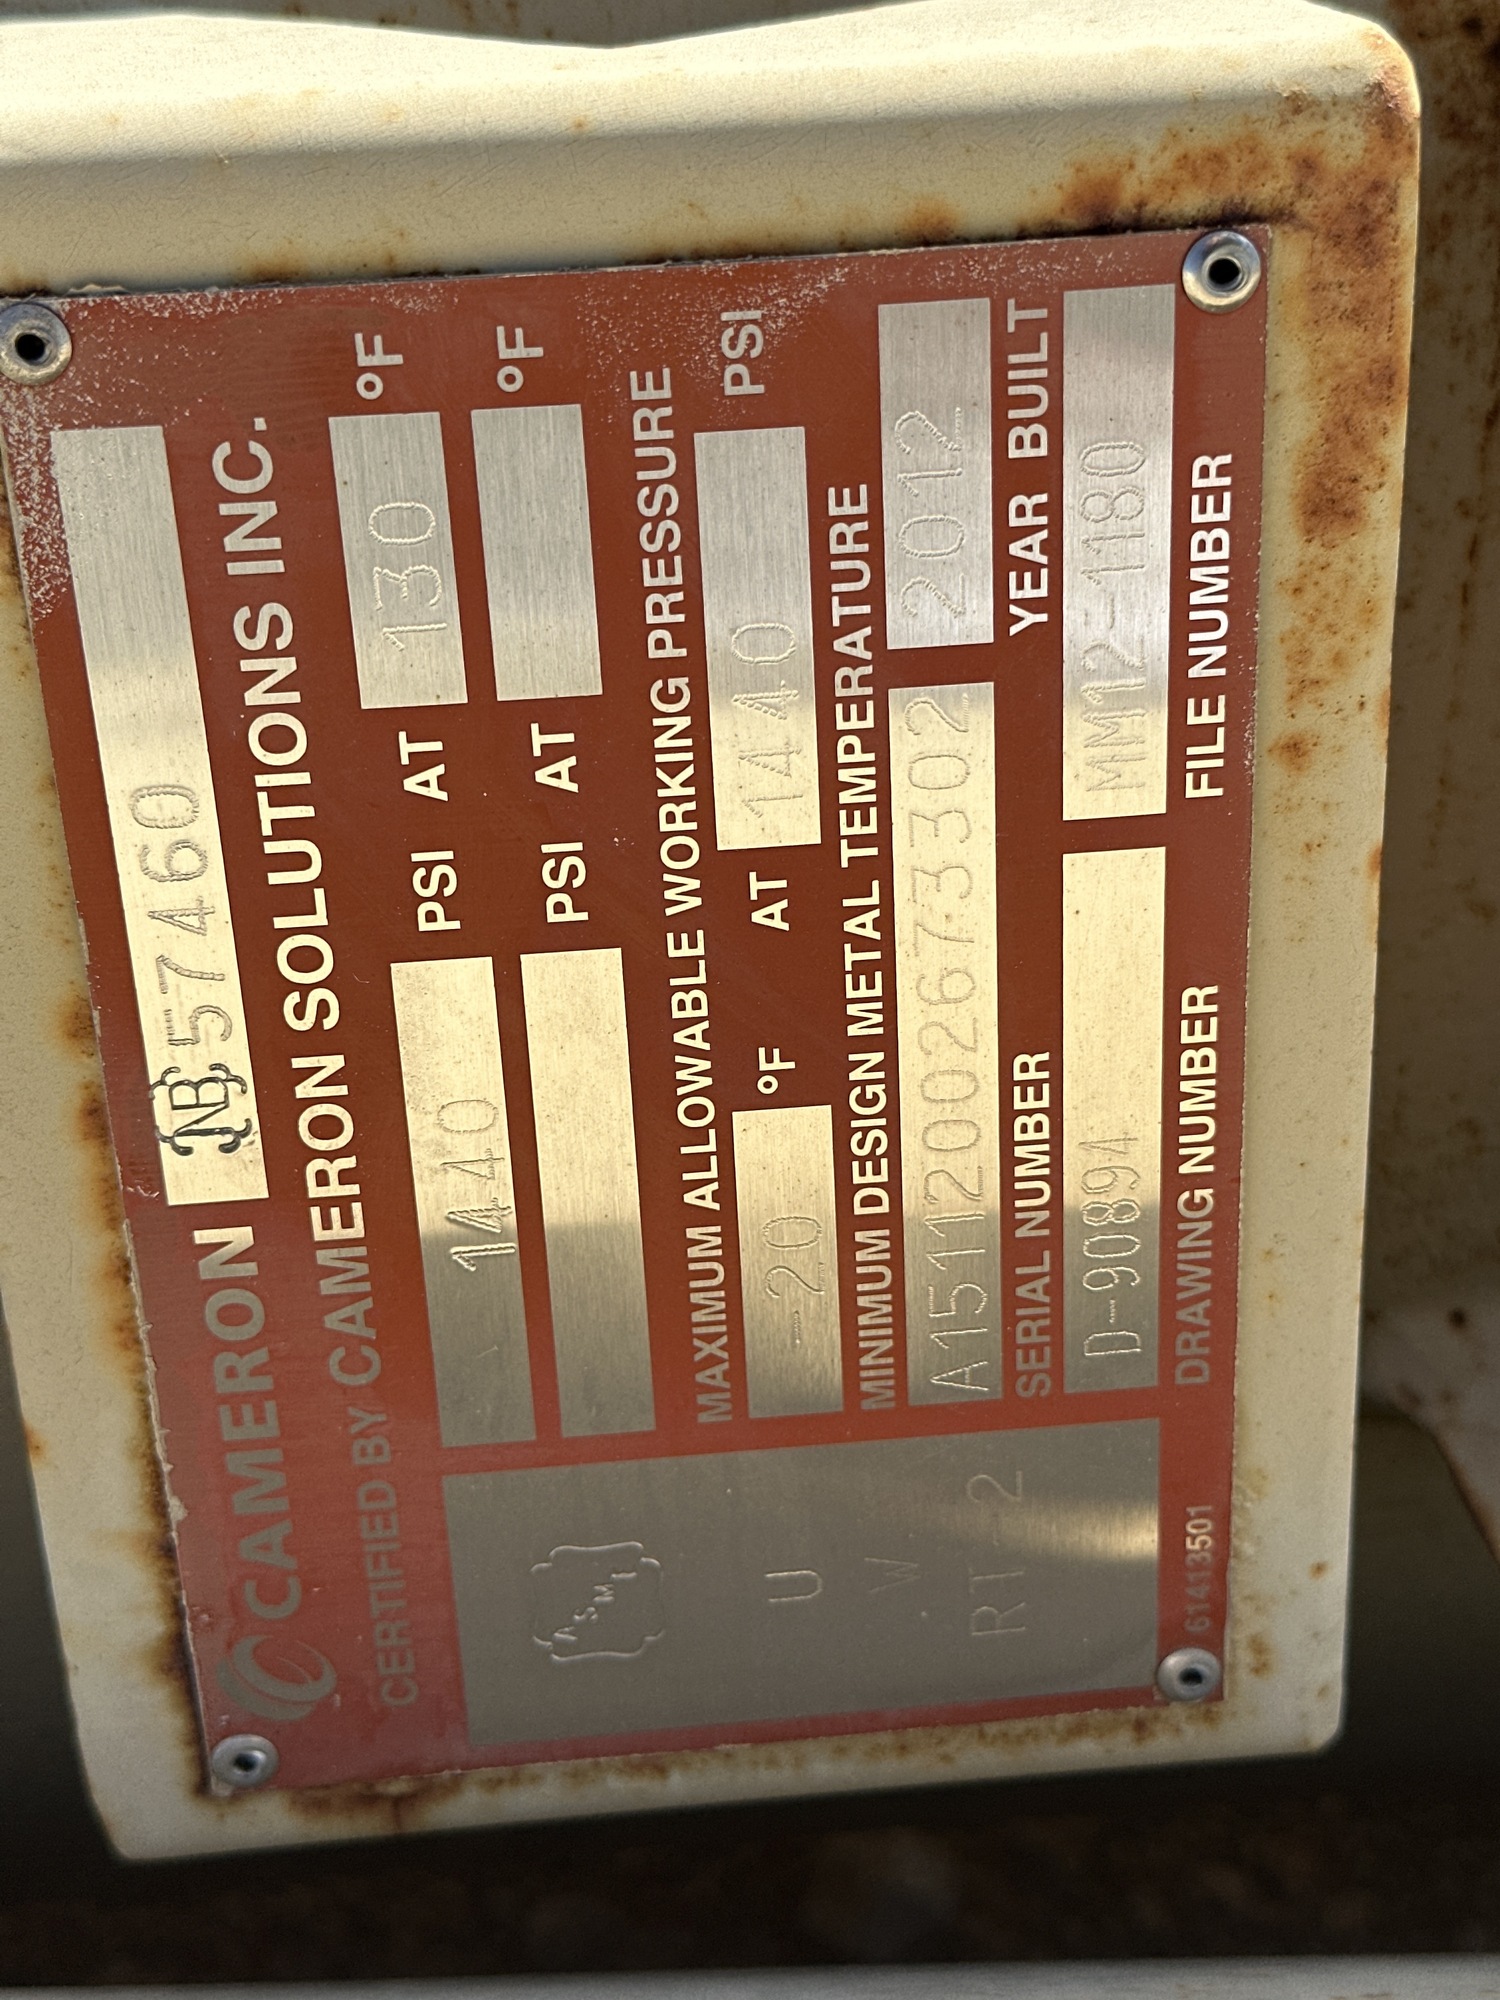 CAMERON NB 57460
CERTIFIED BY CAMERON SOLUTIONS INC.
1440 PSI AT 130 °F
PSI AT °F
MAXIMUM ALLOWABLE WORKING PRESSURE
-20 °F AT 1440 PSI
MINIMUM DESIGN METAL TEMPERATURE
A15112002673302 2012
SERIAL NUMBER YEAR BUILT
D-90894 MM12-1180
DRAWING NUMBER FILE NUMBER
ASME
U
W
RT-2
61413501